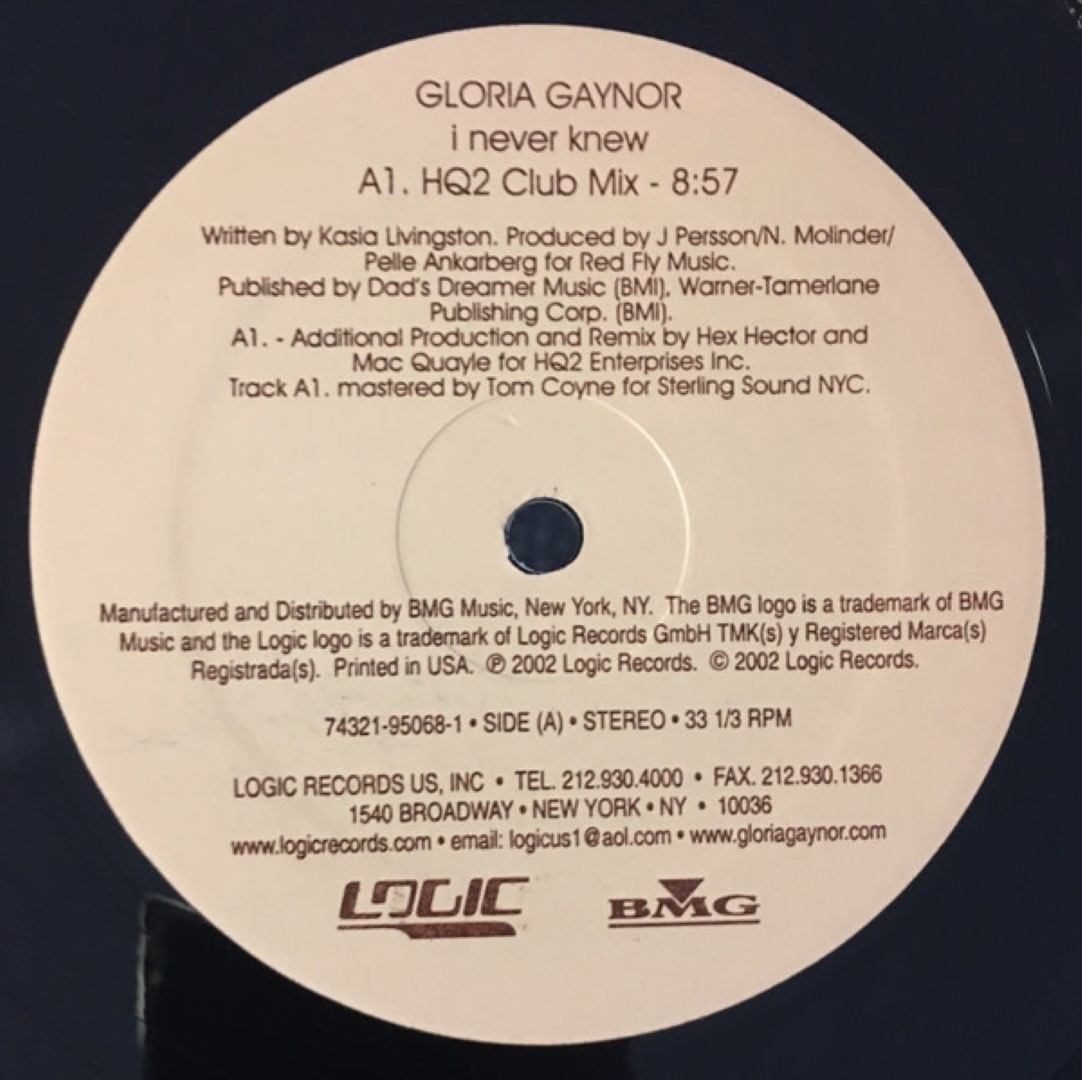 GLORIA GAYNOR
i never knew
A1. HQ2 Club Mix - 8:57
Written by Kasia Livingston. Produced by J Persson/N. Molinder/
Pelle Ankarberg for Red Fly Music.
Published by Dad's Dreamer Music (BMI), Warner-Tamerlane
Publishing Corp. (BMI).
A1. - Additional Production and Remix by Hex Hector and
Mac Quayle for HQ2 Enterprises Inc.
Track A1. mastered by Tom Coyne for Sterling Sound NYC.
Manufactured and Distributed by BMG Music, New York, NY. The BMG logo is a trademark of BMG
Music and the Logic logo is a trademark of Logic Records GmbH TMK(s) y Registered Marca(s)
Registrada(s). Printed in USA. ℗ 2002 Logic Records. © 2002 Logic Records.
74321-95068-1 • SIDE (A) • STEREO • 33 1/3 RPM
LOGIC RECORDS US, INC • TEL. 212.930.4000 • FAX. 212.930.1366
1540 BROADWAY • NEW YORK • NY • 10036
www.logicrecords.com • email: logicus1@aol.com • www.gloriagaynor.com
LOGIC BMG